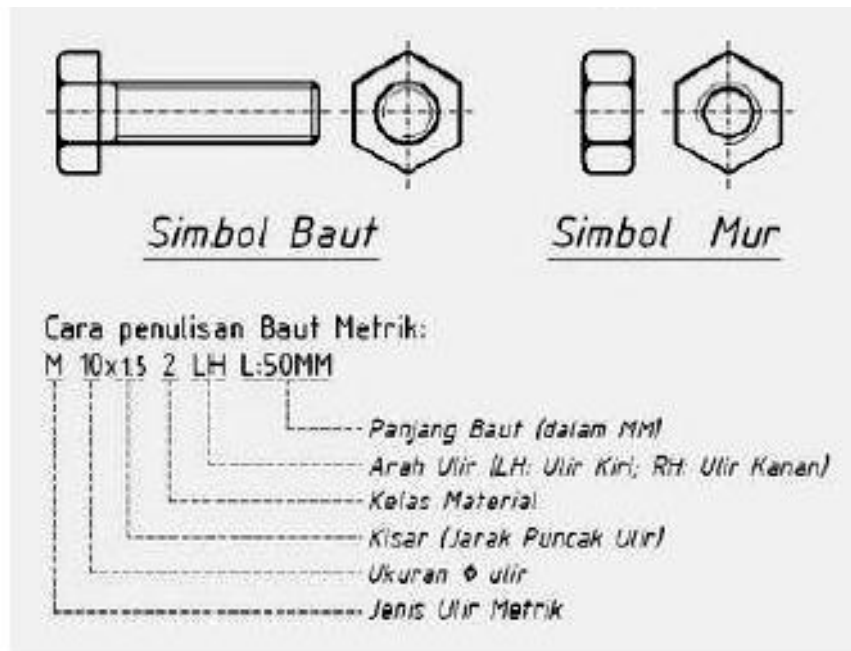 Simbol Baut
Simbol Mur
Cara penulisan Baut Metrik:
M 10x1.5 2 LH L:50MM
Panjang Baut (dalam MM)
Arah Ulir (LH: Ulir Kiri; RH: Ulir Kanan)
Kelas Material
Kisar (Jarak Puncak Ulir)
Ukuran Φ ulir
Jenis Ulir Metrik